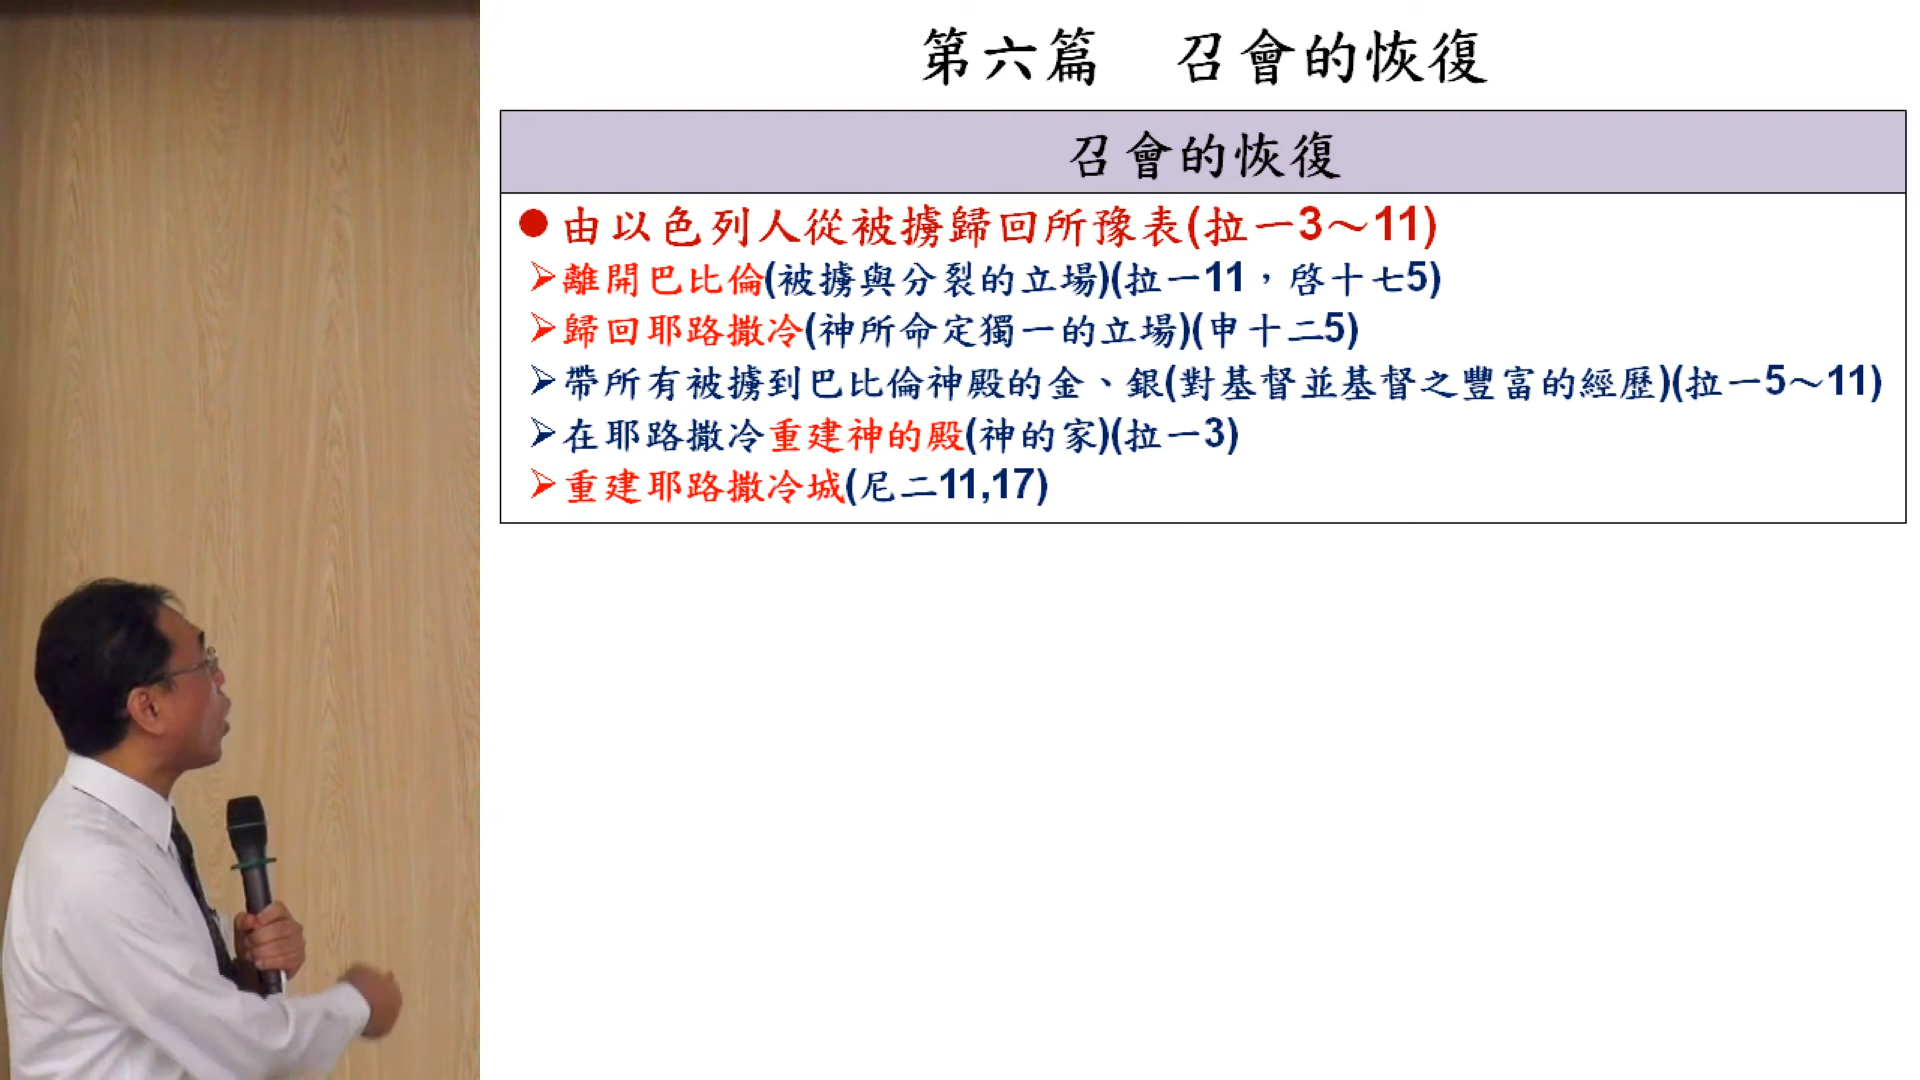 第六篇　召會的恢復
召會的恢復
●由以色列人從被擄歸回所豫表(拉一3～11)
➢離開巴比倫(被擄與分裂的立場)(拉一11，啓十七5)
➢歸回耶路撒冷(神所命定獨一的立場)(申十二5)
➢帶所有被擄到巴比倫神殿的金、銀(對基督並基督之豐富的經歷)(拉一5～11)
➢在耶路撒冷重建神的殿(神的家)(拉一3)
➢重建耶路撒冷城(尼二11,17)